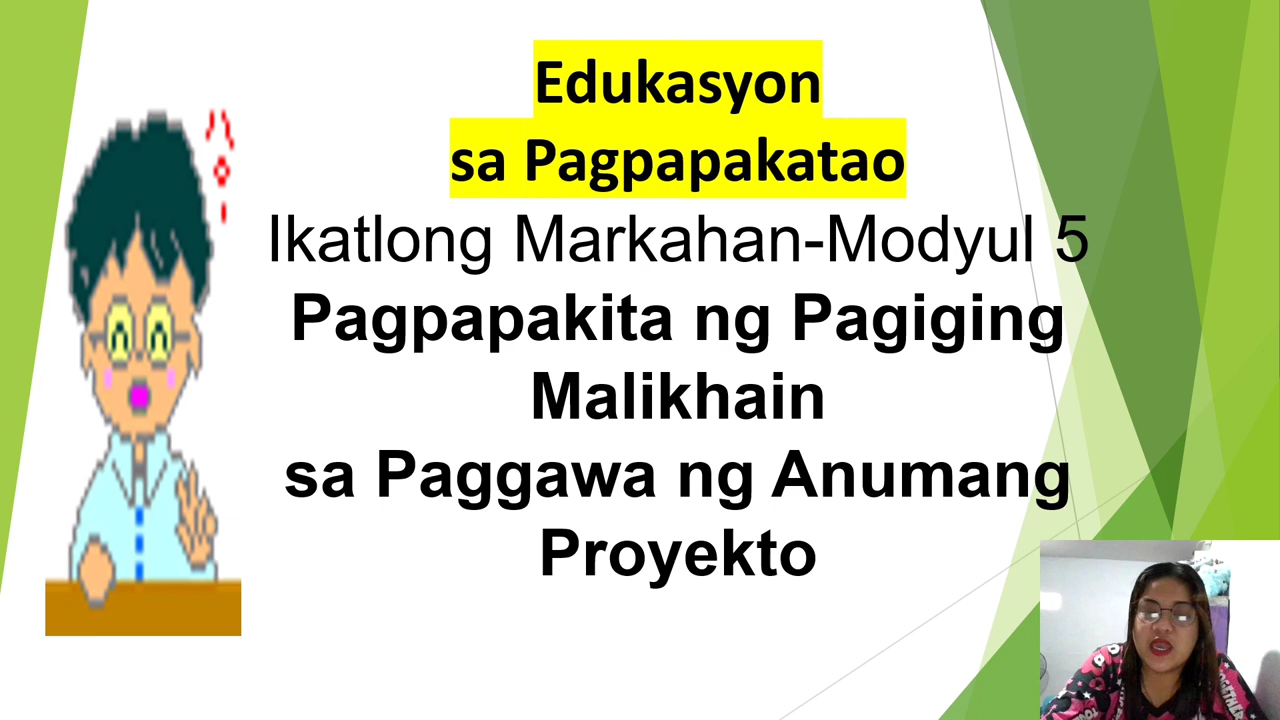 Edukasyon
sa Pagpapakatao
Ikatlong Markahan-Modyul 5
Pagpapakita ng Pagiging
Malikhain
sa Paggawa ng Anumang
Proyekto